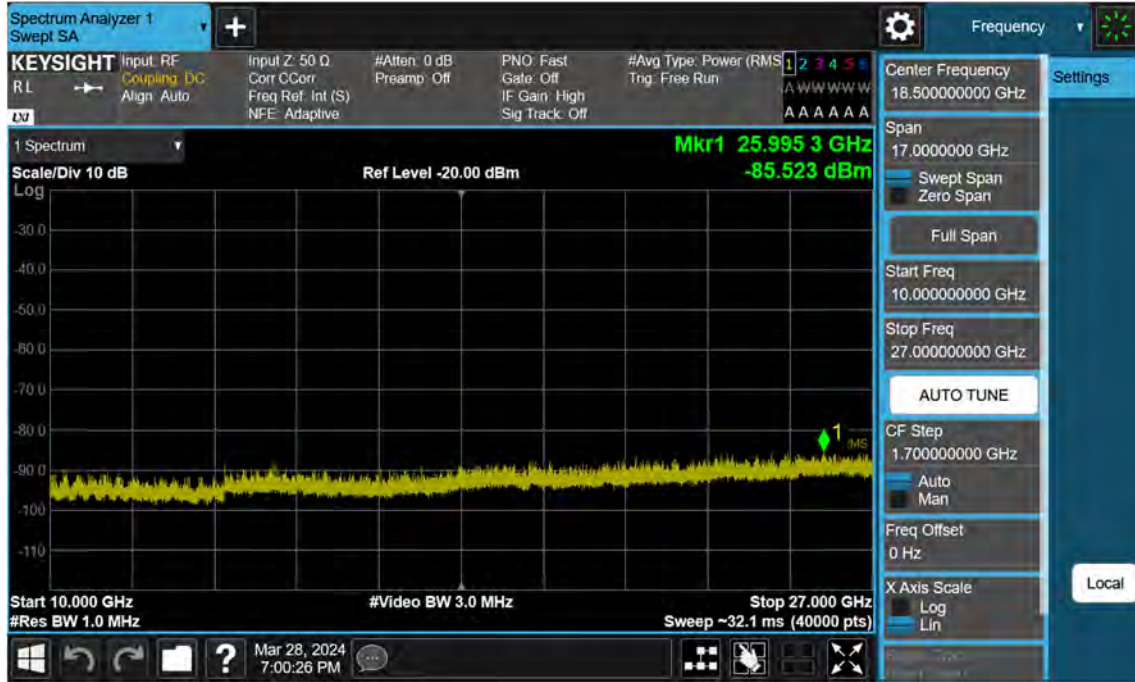 Spectrum Analyzer 1
Swept SA
Frequency
KEYSIGHT
RL
LXI
Input: RF
Coupling: DC
Align: Auto
Input Z: 50 Ω
Corr CCorr
Freq Ref: Int (S)
NFE: Adaptive
#Atten: 0 dB
Preamp: Off
PNO: Fast
Gate: Off
IF Gain: High
Sig Track: Off
#Avg Type: Power (RMS
Trig: Free Run
1 2 3 4 5 6
A W W W W W
A A A A A A
1 Spectrum
Scale/Div 10 dB
Ref Level -20.00 dBm
Mkr1 25.995 3 GHz
-85.523 dBm
Log
-30.0
-40.0
-50.0
-60.0
-70.0
-80.0
-90.0
-100
-110
1
Start 10.000 GHz
#Res BW 1.0 MHz
#Video BW 3.0 MHz
Stop 27.000 GHz
Sweep ~32.1 ms (40000 pts)
Center Frequency
18.500000000 GHz
Span
17.0000000 GHz
Swept Span
Zero Span
Full Span
Start Freq
10.000000000 GHz
Stop Freq
27.000000000 GHz
AUTO TUNE
CF Step
1.700000000 GHz
Auto
Man
Freq Offset
0 Hz
X Axis Scale
Log
Lin
Settings
Local
?
Mar 28, 2024
7:00:26 PM